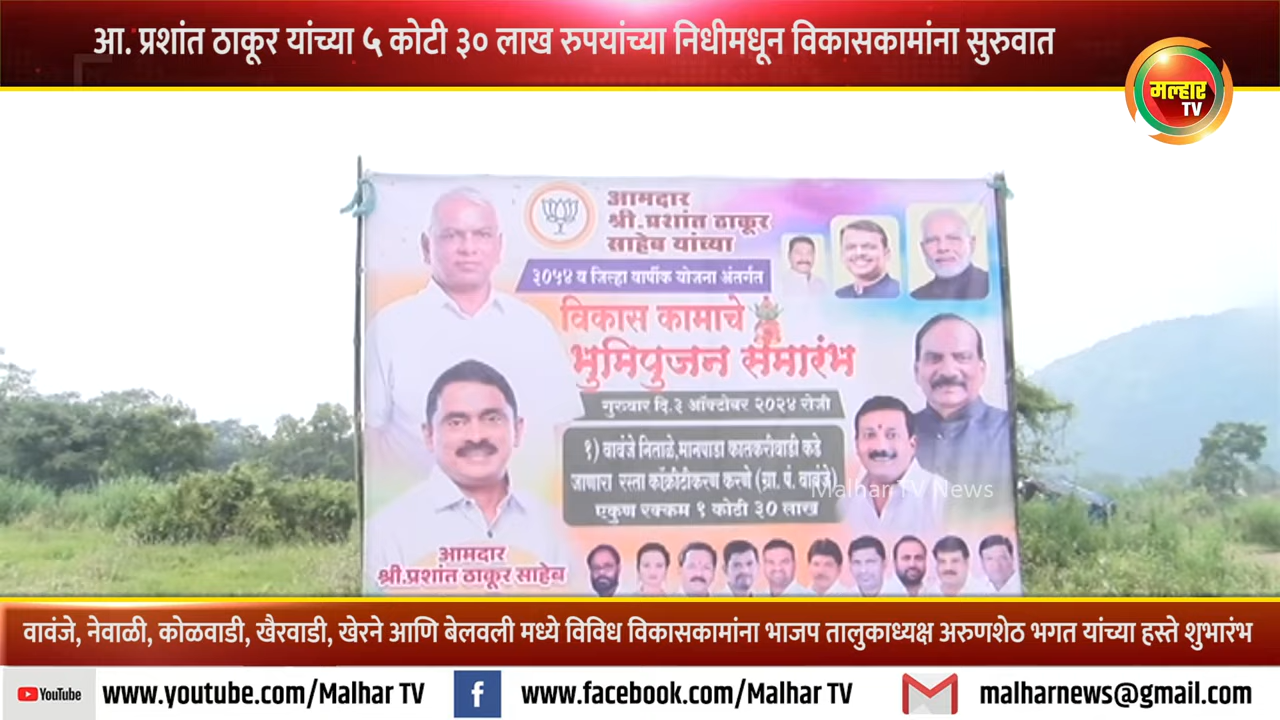 आ. प्रशांत ठाकूर यांच्या ५ कोटी ३० लाख रुपयांच्या निधीमधून विकासकामांना सुरुवात
मल्हार
TV
आमदार
श्री.प्रशांत ठाकूर
साहेब यांच्या
३०५४ व जिल्हा वार्षीक योजना अंतर्गत
विकास कामाचे
भुमिपुजन समारंभ
गुरुवार दि.३ ऑक्टोबर २०२४ रोजी
१) वावंजे निताळे,मानपाडा कातकरीवाडी कडे
जाणारा रस्ता काँक्रीटीकरण करणे (ग्रा. पं. वावंजे)
एकुण रक्कम १ कोटी ३० लाख
Malhar TV News
आमदार
श्री.प्रशांत ठाकूर साहेब
वावंजे, नेवाळी, कोळवाडी, खैरवाडी, खेरने आणि बेलवली मध्ये विविध विकासकामांना भाजप तालुकाध्यक्ष अरुणशेठ भगत यांच्या हस्ते शुभारंभ
YouTube www.youtube.com/Malhar TV www.facebook.com/Malhar TV malharnews@gmail.com